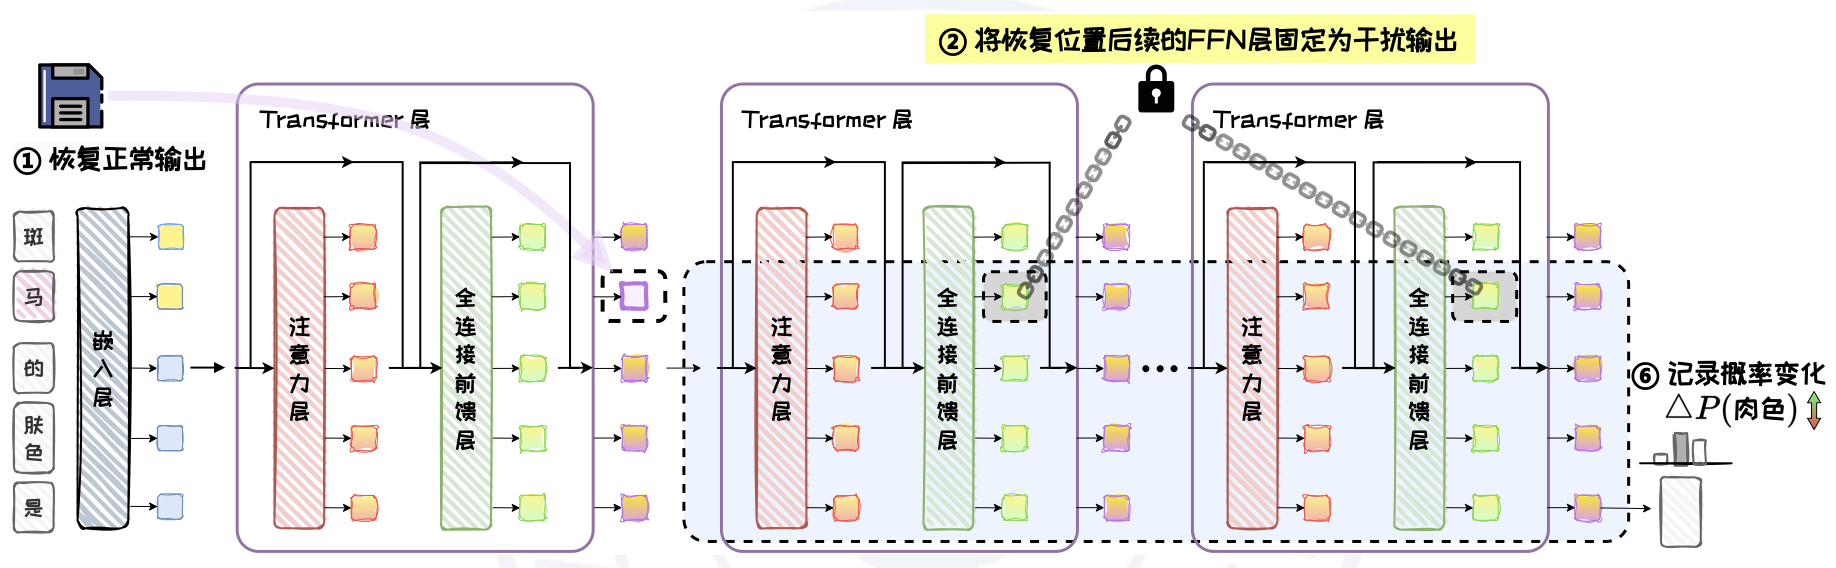 ② 将恢复位置后续的FFN层固定为干扰输出
① 恢复正常输出
Transformer 层
Transformer 层
Transformer 层
斑
马
的
肤色
是
嵌入层
注意力层
全连接前馈层
注意力层
全连接前馈层
...
注意力层
全连接前馈层
⑥ 记录概率变化
△P(肉色)